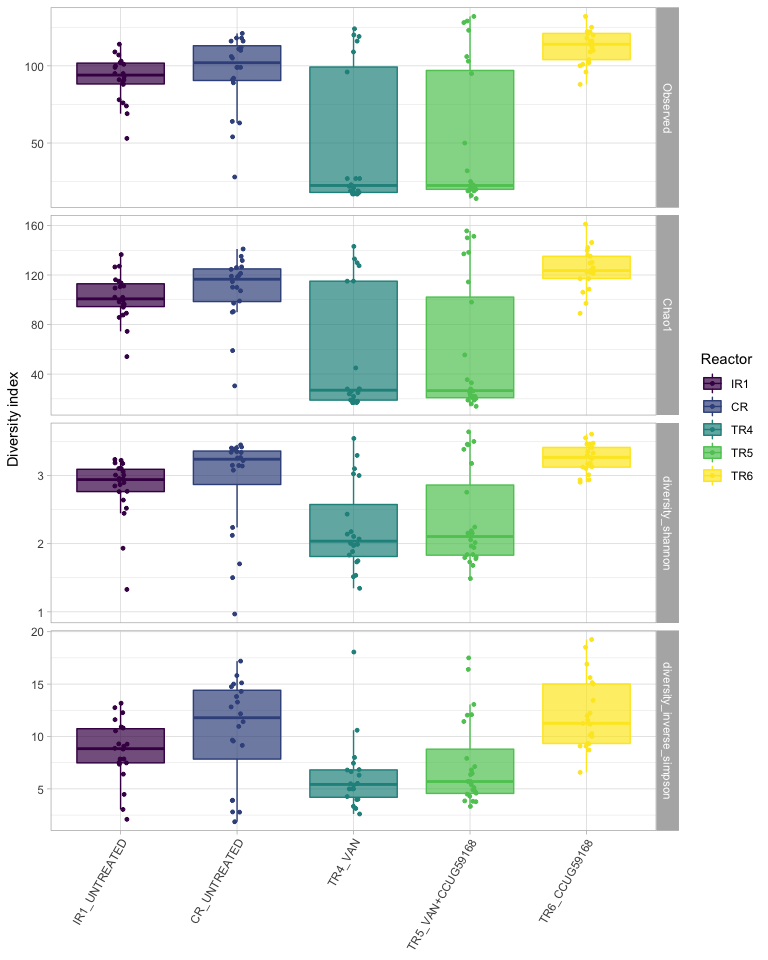 Diversity index
100
50
Observed
160
120
80
40
Chao1
3
2
1
diversity_shannon
20
15
10
5
diversity_inverse_simpson
IR1_UNTREATED
CR_UNTREATED
TR4_VAN
TR5_VAN+CCUG59168
TR6_CCUG59168
Reactor
IR1
CR
TR4
TR5
TR6